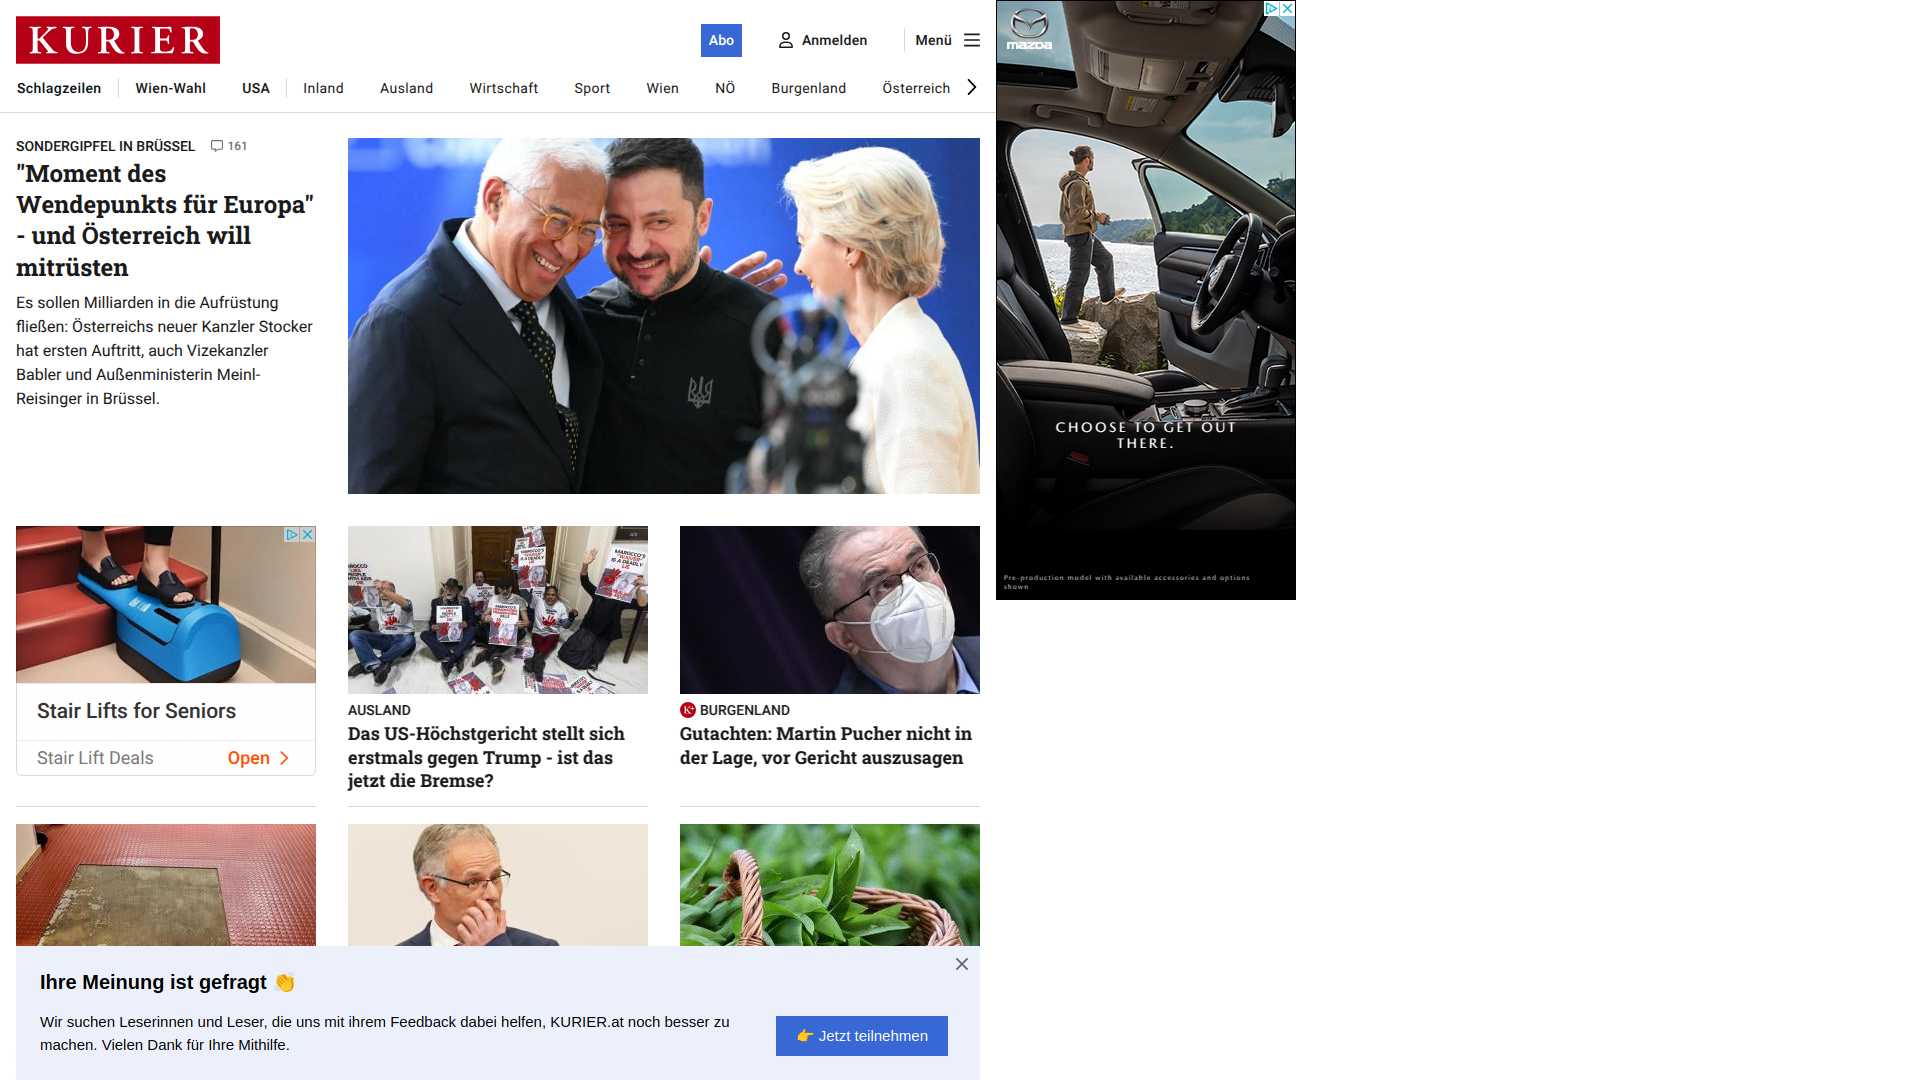 KURIER
Abo
Anmelden
Menü
Schlagzeilen
Wien-Wahl
USA
Inland
Ausland
Wirtschaft
Sport
Wien
NÖ
Burgenland
Österreich
SONDERGIPFEL IN BRÜSSEL 161
"Moment des
Wendepunkts für Europa"
- und Österreich will
mitrüsten
Es sollen Milliarden in die Aufrüstung
fließen: Österreichs neuer Kanzler Stocker
hat ersten Auftritt, auch Vizekanzler
Babler und Außenministerin Meinl-
Reisinger in Brüssel.
mazda
CHOOSE TO GET OUT
THERE.
Pre-production model with available accessories and options
shown
Stair Lifts for Seniors
Stair Lift Deals
Open
AUSLAND
Das US-Höchstgericht stellt sich
erstmals gegen Trump - ist das
jetzt die Bremse?
BURGENLAND
Gutachten: Martin Pucher nicht in
der Lage, vor Gericht auszusagen
Ihre Meinung ist gefragt 👏
Wir suchen Leserinnen und Leser, die uns mit ihrem Feedback dabei helfen, KURIER.at noch besser zu
machen. Vielen Dank für Ihre Mithilfe.
👉 Jetzt teilnehmen